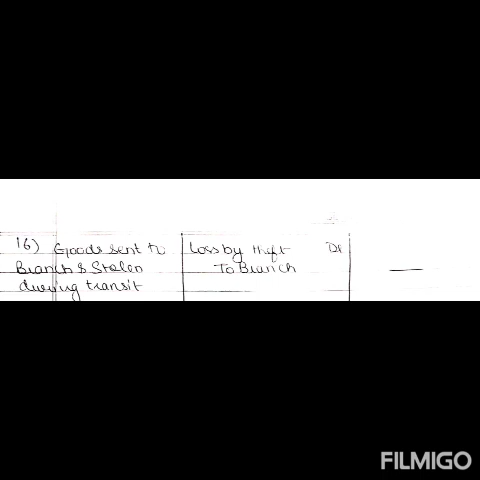 16) Goods sent to Loss by theft Dr
Branch & Stolen To Branch —
during transit
FILMIGO